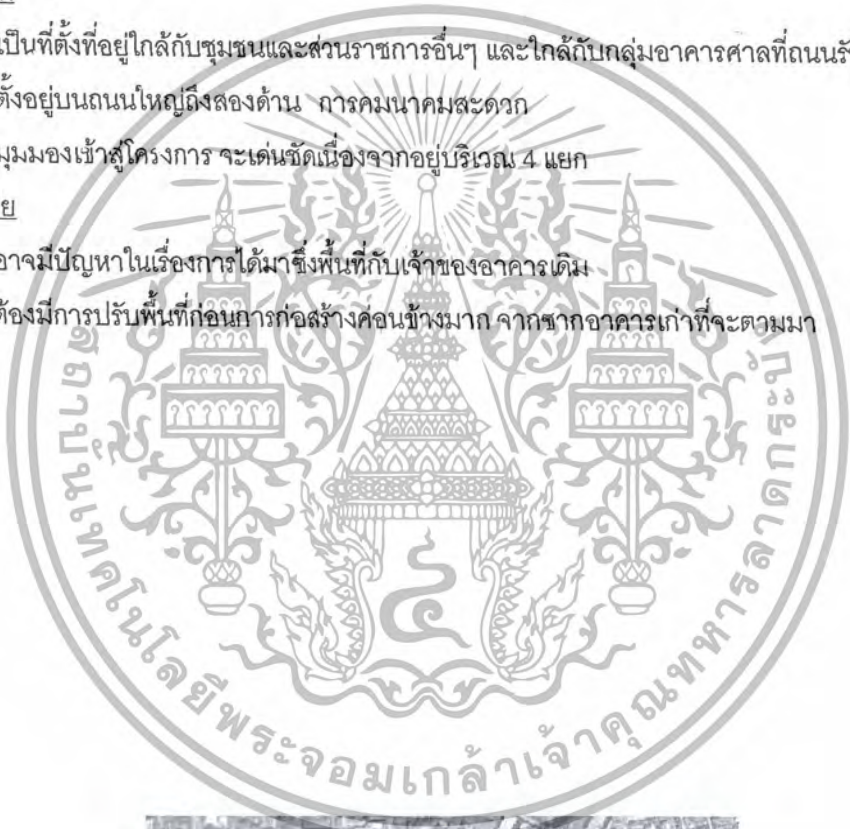 เป็นที่ตั้งที่อยู่ใกล้กับชุมชนและส่วนราชการอื่นๆ และใกล้กับกลุ่มอาคารศาลที่ถนนรั
ตั้งอยู่บนถนนใหญ่ถึงสองด้าน การคมนาคมสะดวก
มุมมองเข้าสู่โครงการ จะเด่นชัดเนื่องจากอยู่บริเวณ 4 แยก
ย
อาจมีปัญหาในเรื่องการได้มาซึ่งพื้นที่กับเจ้าของอาคารเดิม
ต้องมีการปรับพื้นที่ก่อนการก่อสร้างค่อนข้างมาก จากซากอาคารเก่าที่จะตามมา
สถาบันเทคโนโลยีพระจอมเกล้าเจ้าคุณทหารลาดกระบัง